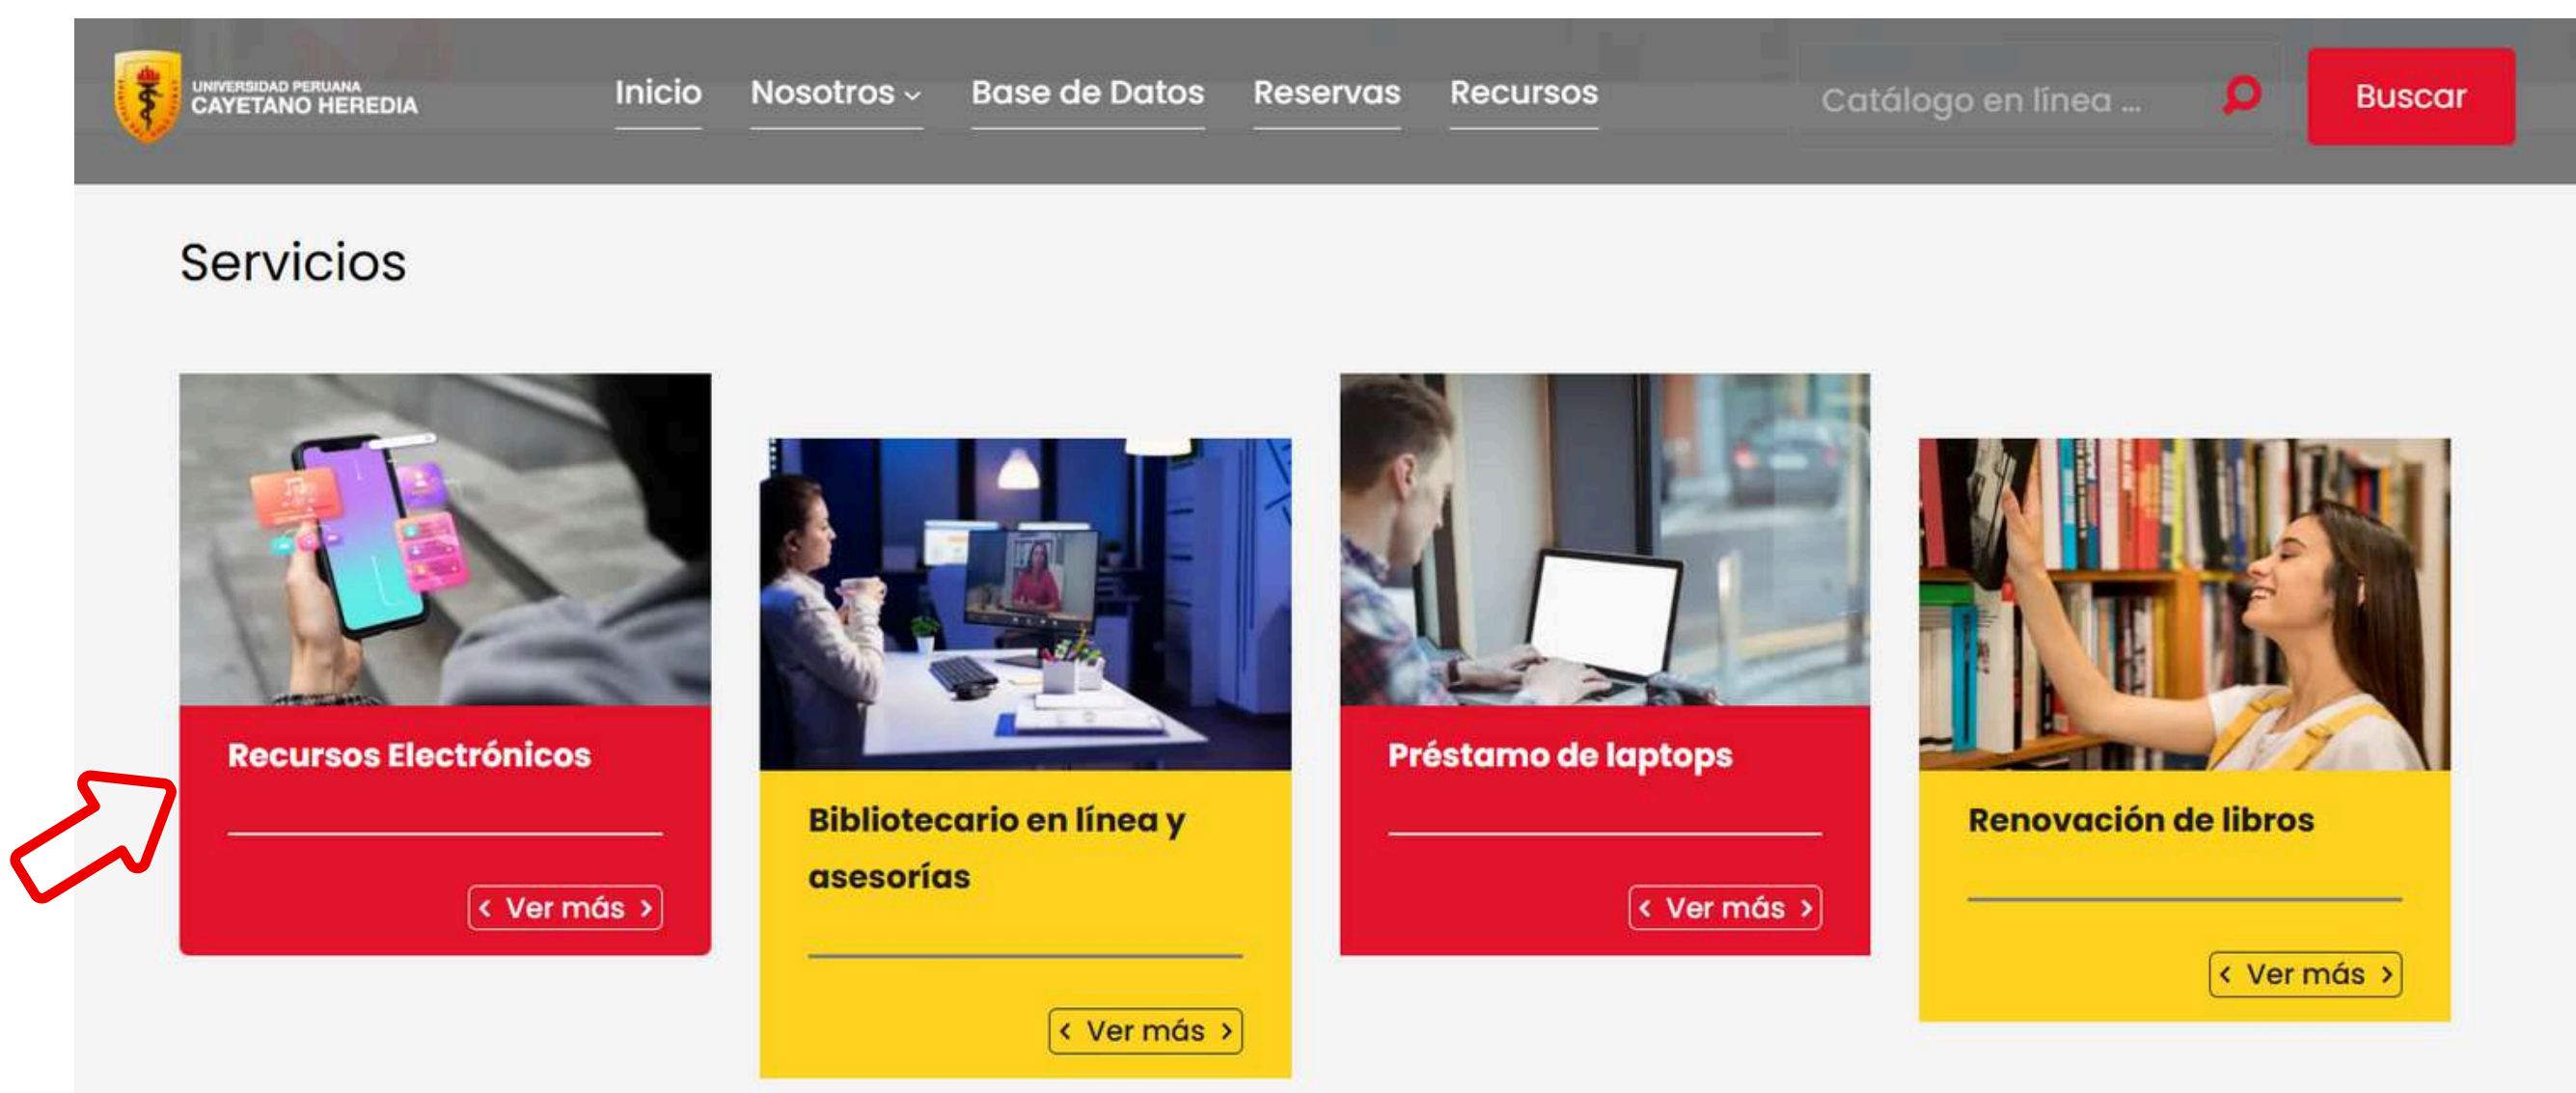 UNIVERSIDAD PERUANA
CAYETANO HEREDIA
Inicio
Nosotros
Base de Datos
Reservas
Recursos
Catálogo en línea ...
Buscar
Servicios
Recursos Electrónicos
‹ Ver más ›
Bibliotecario en línea y
asesorías
‹ Ver más ›
Préstamo de laptops
‹ Ver más ›
Renovación de libros
‹ Ver más ›